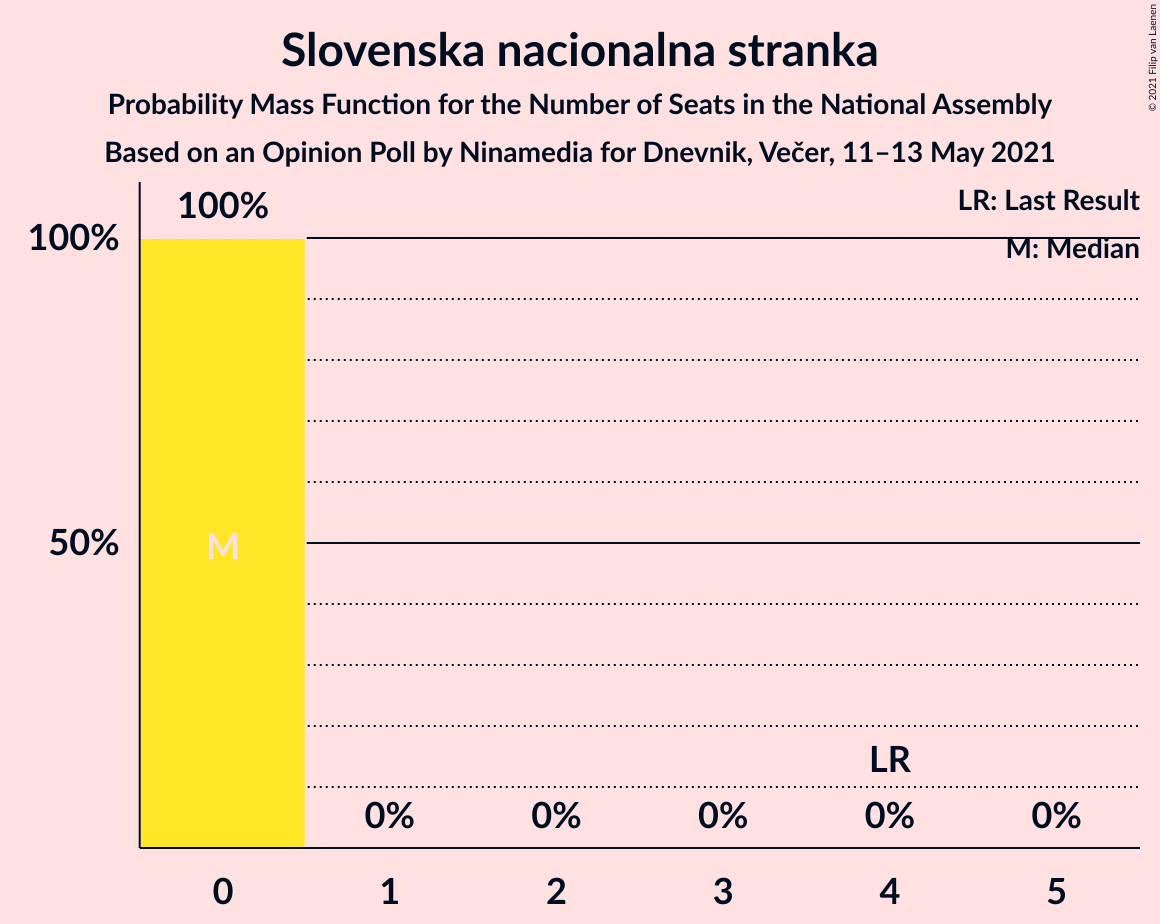 Slovenska nacionalna stranka
Probability Mass Function for the Number of Seats in the National Assembly
Based on an Opinion Poll by Ninamedia for Dnevnik, Večer, 11–13 May 2021
© 2021 Filip van Laenen
LR: Last Result
M: Median
100%
100%
50%
M
LR
0%
0%
0%
0%
0%
0
1
2
3
4
5